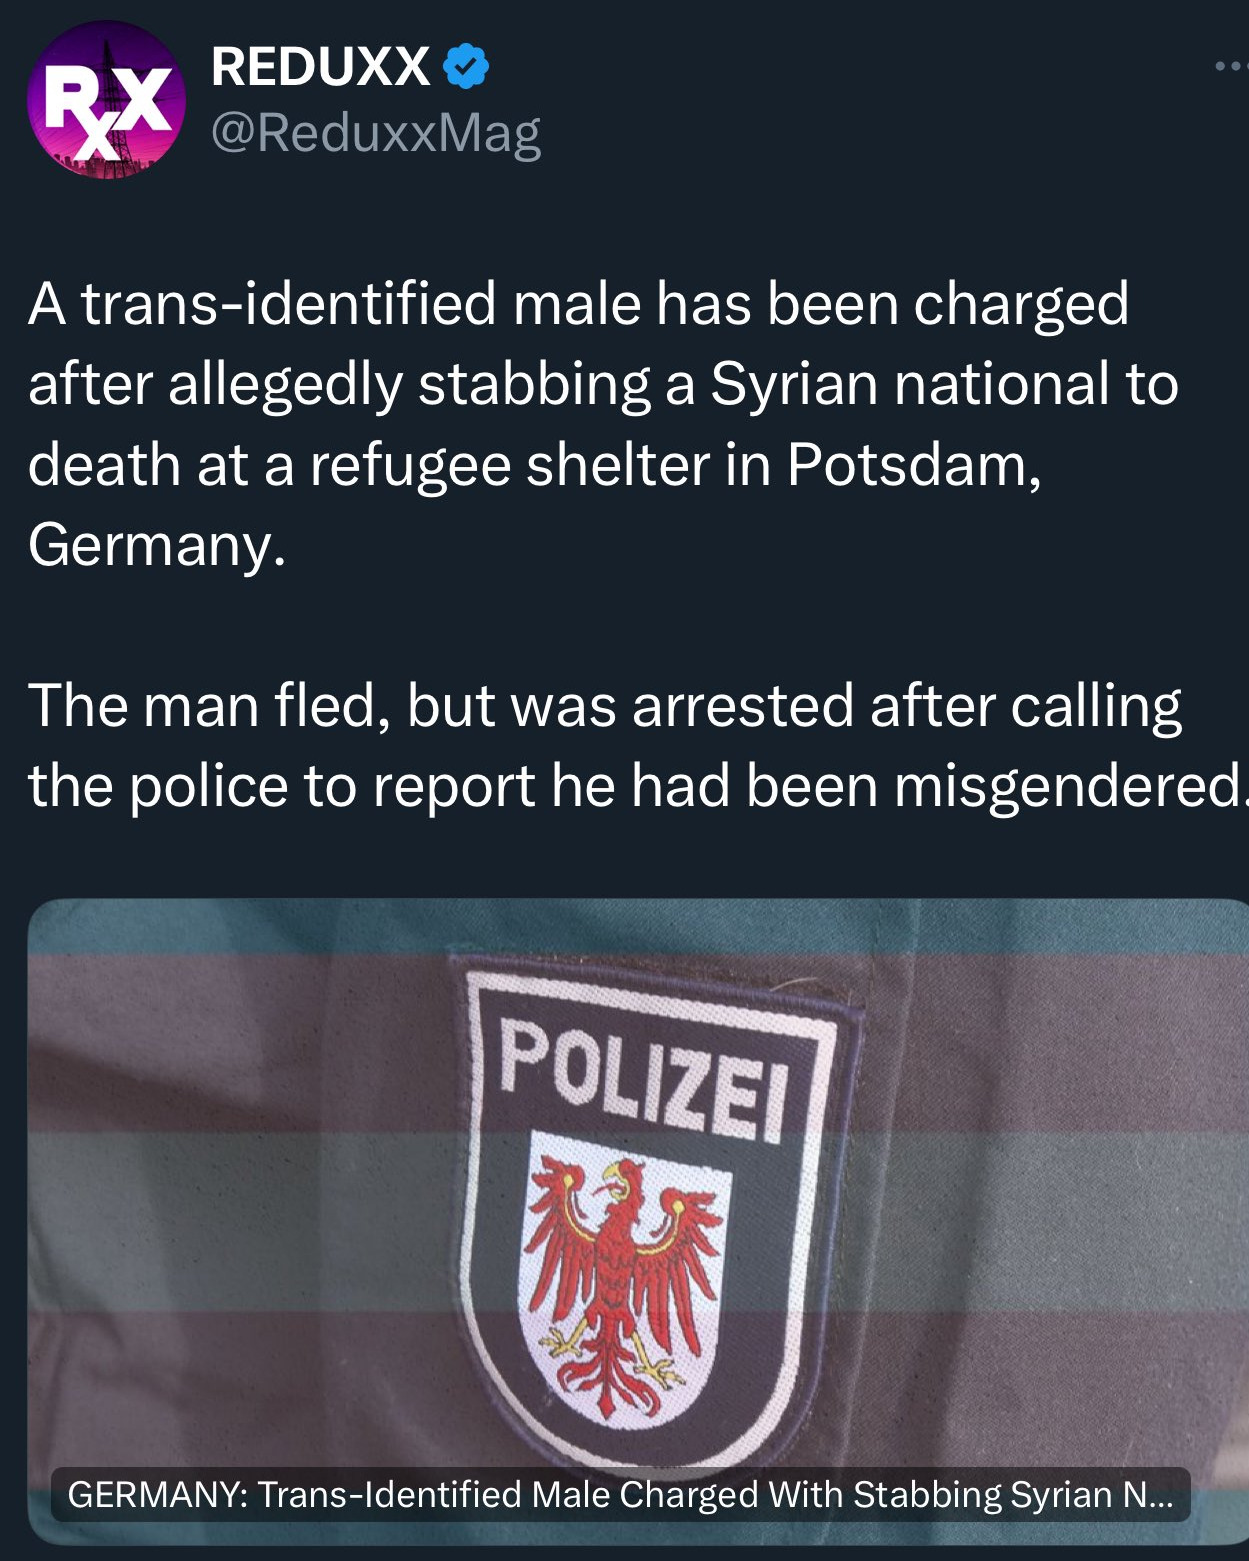 RXX
REDUXX
@ReduxxMag
A trans-identified male has been charged
after allegedly stabbing a Syrian national to
death at a refugee shelter in Potsdam,
Germany.
The man fled, but was arrested after calling
the police to report he had been misgendered.
POLIZEI
GERMANY: Trans-Identified Male Charged With Stabbing Syrian N...